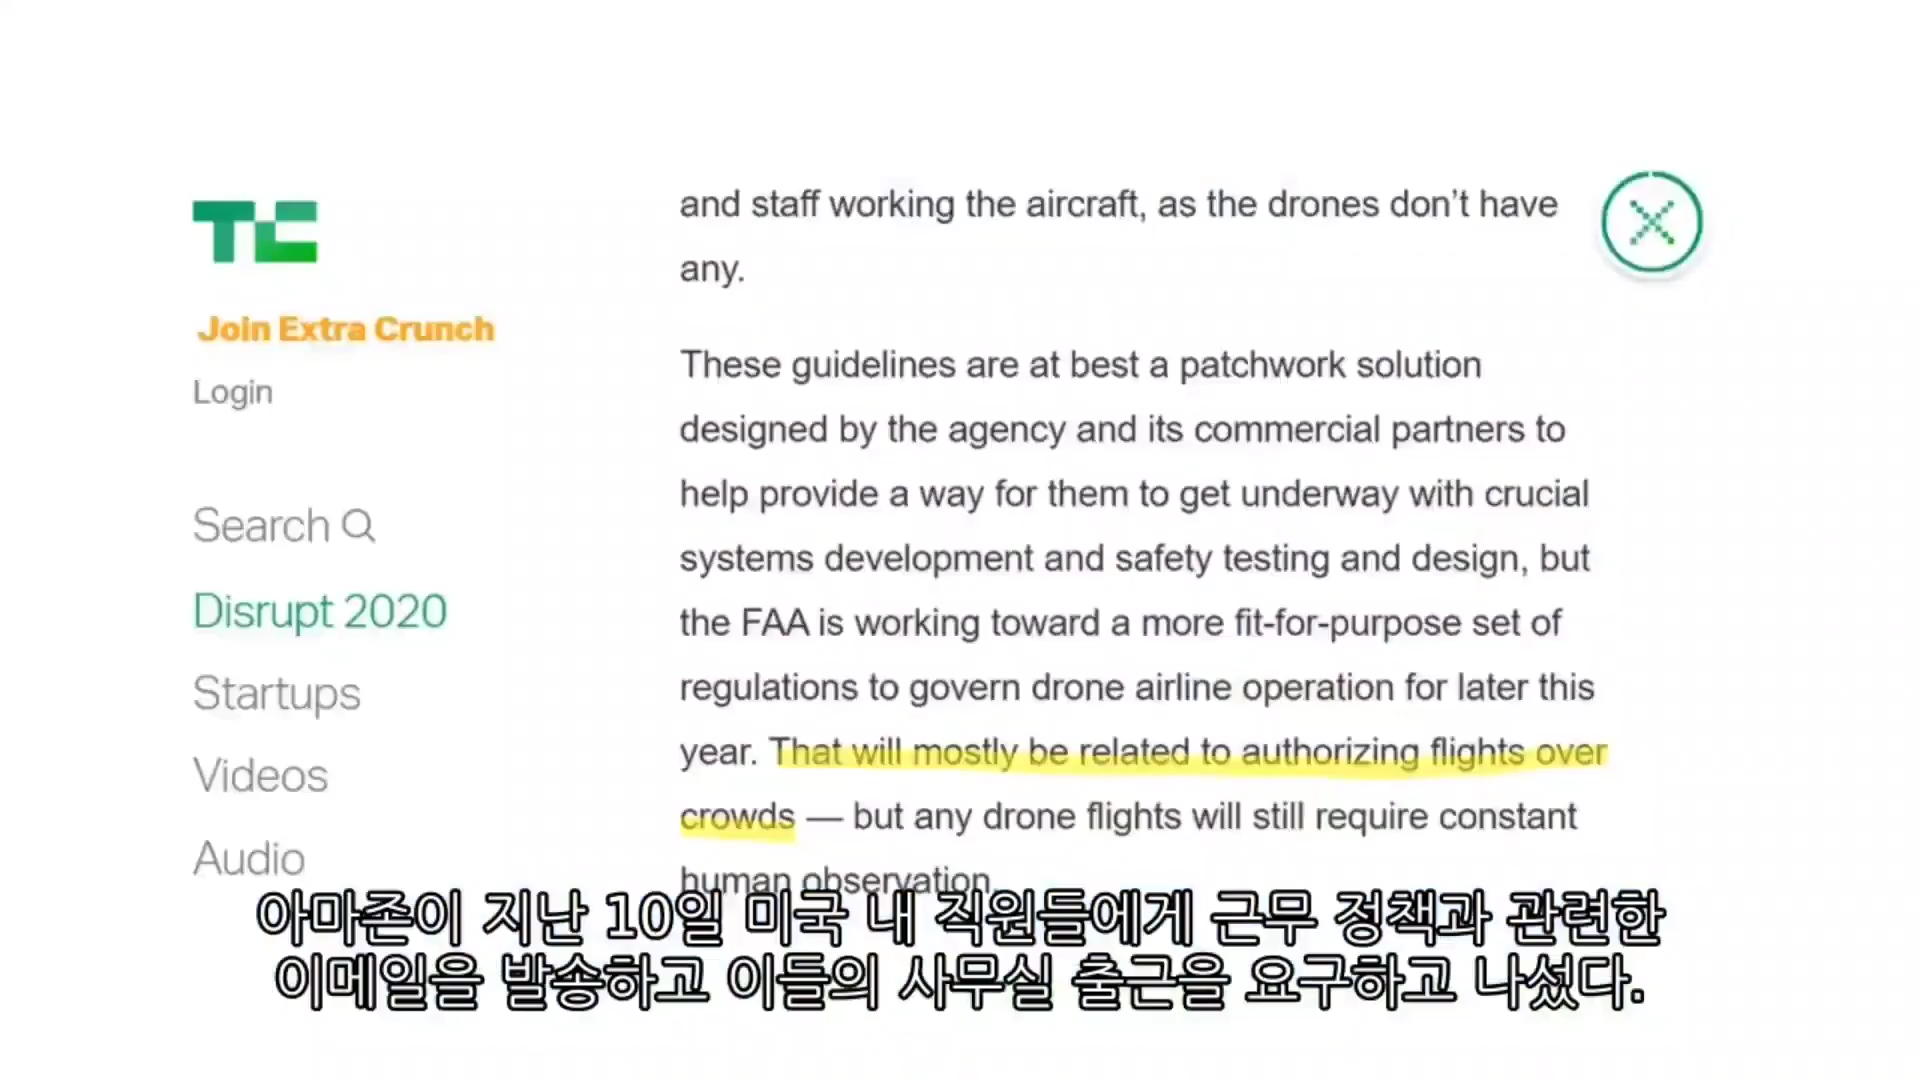 TC
Join Extra Crunch
Login
Search
Disrupt 2020
Startups
Videos
Audio
and staff working the aircraft, as the drones don’t have
any.
These guidelines are at best a patchwork solution
designed by the agency and its commercial partners to
help provide a way for them to get underway with crucial
systems development and safety testing and design, but
the FAA is working toward a more fit-for-purpose set of
regulations to govern drone airline operation for later this
year. That will mostly be related to authorizing flights over
crowds — but any drone flights will still require constant
human observation.
아마존이 지난 10일 미국 내 직원들에게 근무 정책과 관련한
이메일을 발송하고 이들의 사무실 출근을 요구하고 나섰다.